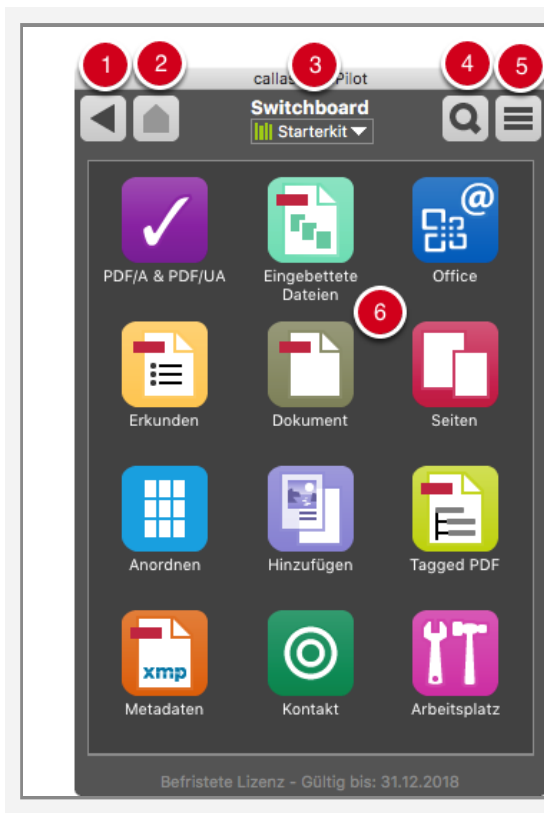 1 2 3 4 5
callas Pilot
Switchboard
Starterkit
@
PDF/A & PDF/UA Eingebettete Dateien Office
6
Erkunden Dokument Seiten
Anordnen Hinzufügen Tagged PDF
xmp
Metadaten Kontakt Arbeitsplatz
Befristete Lizenz - Gültig bis: 31.12.2018